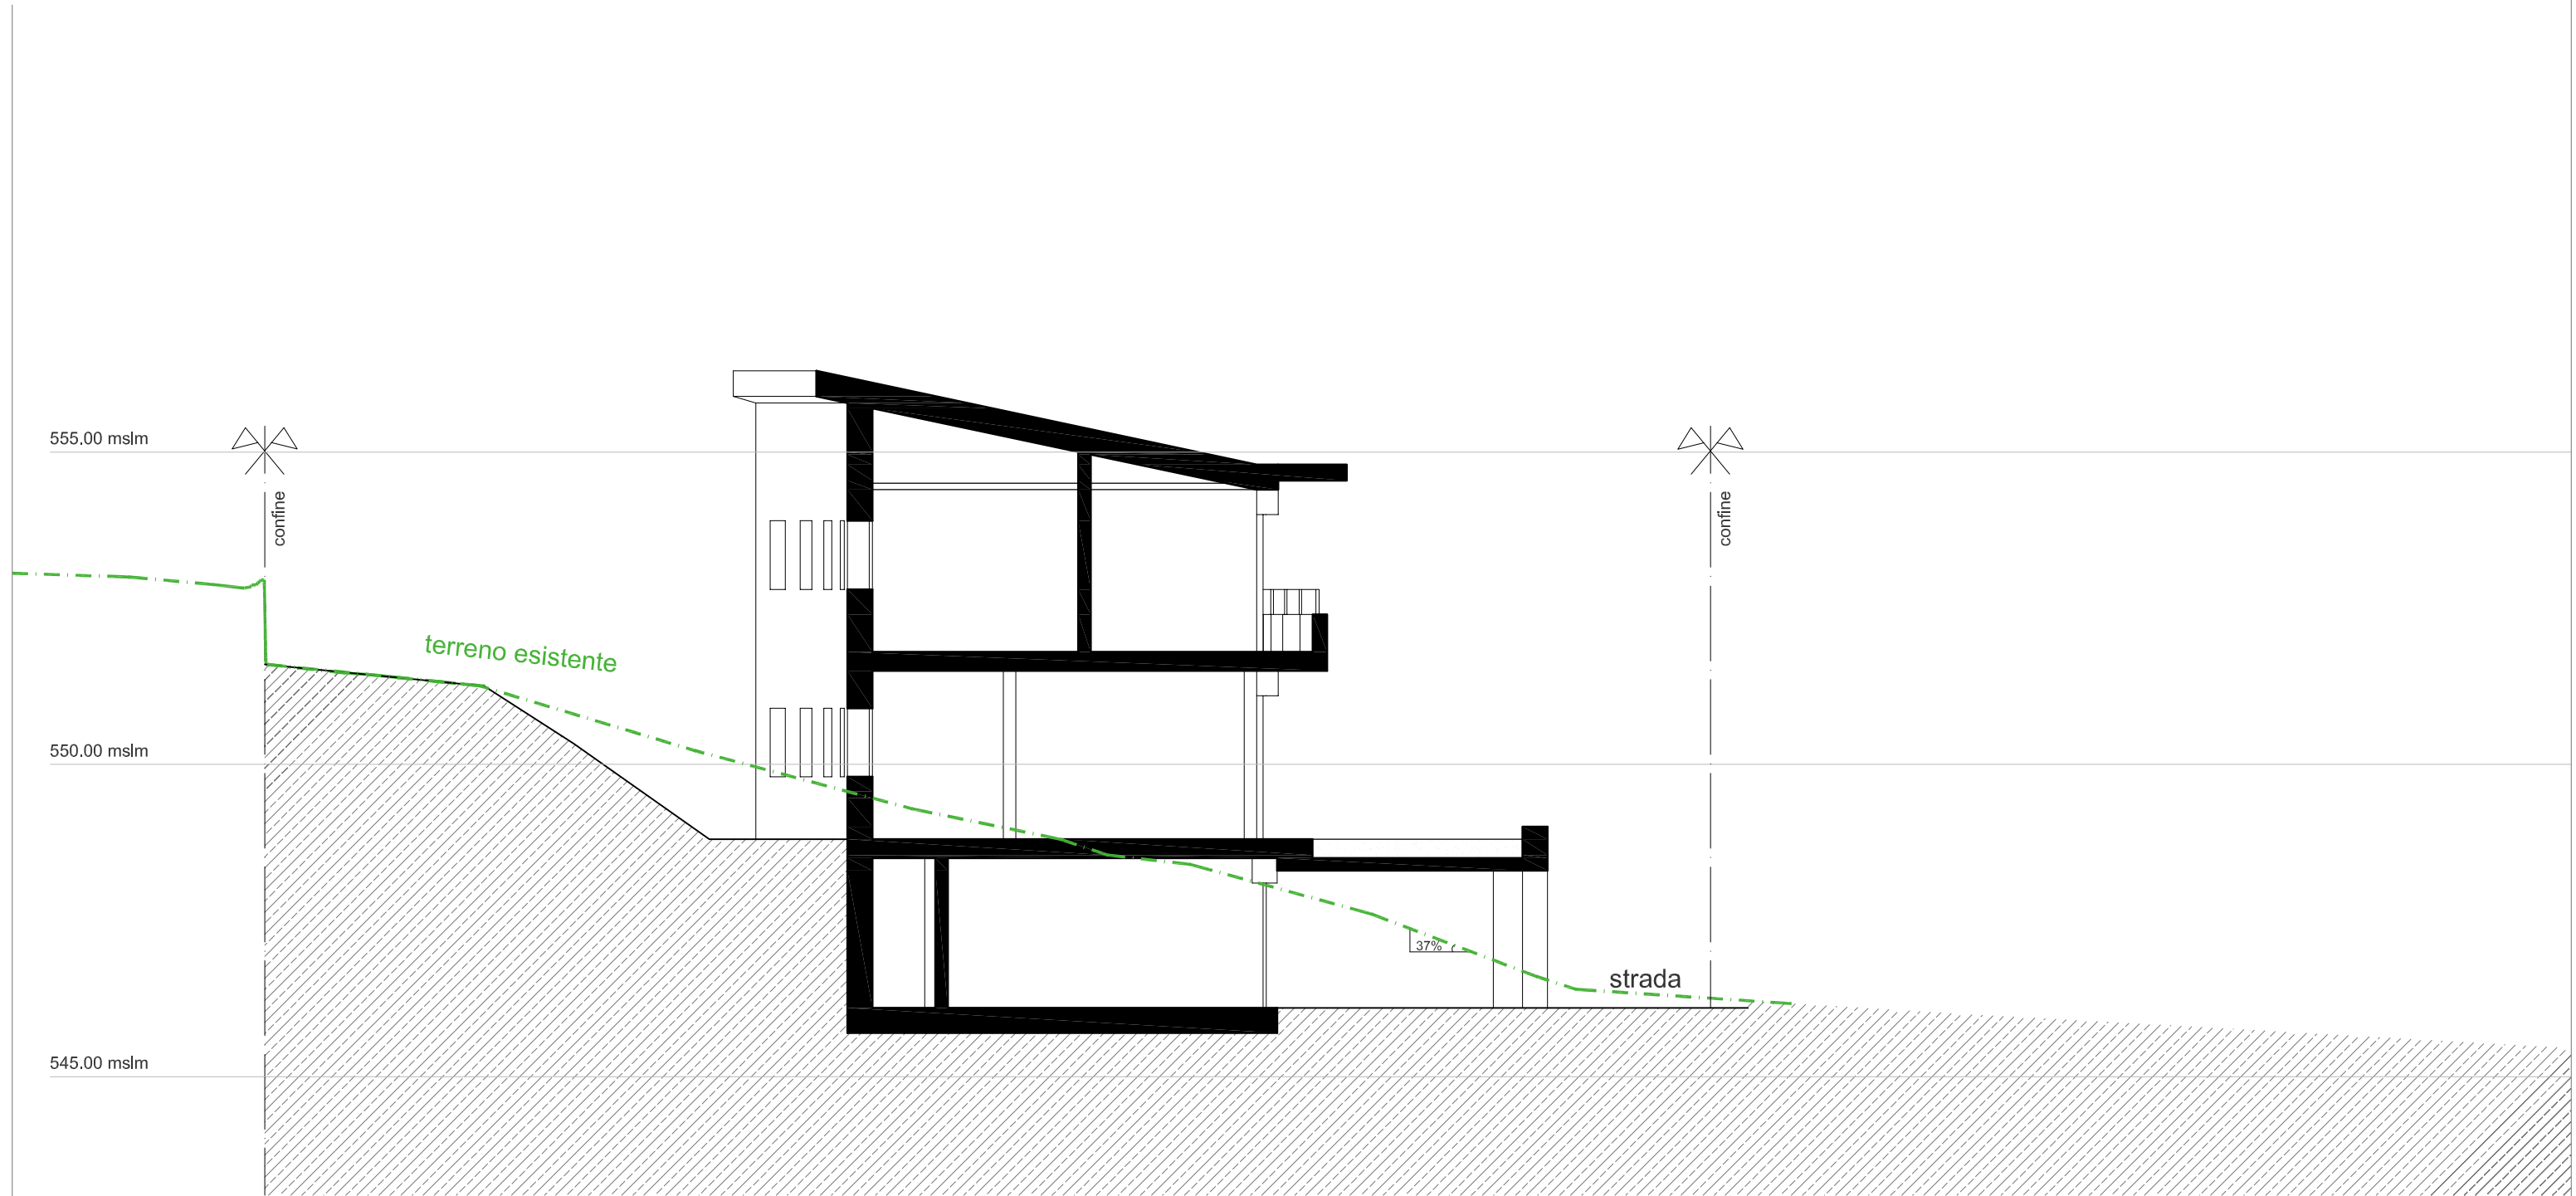 555.00 mslm
confine
confine
terreno esistente
550.00 mslm
37%
strada
545.00 mslm